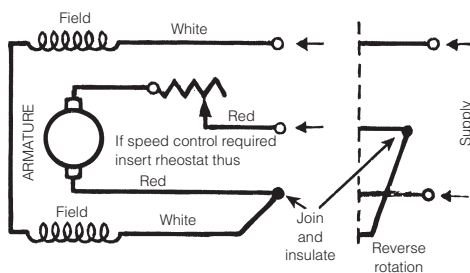 Field
White
ARMATURE
Red
If speed control required
insert rheostat thus
Red
Field
White
Join
and
insulate
Supply
Reverse
rotation